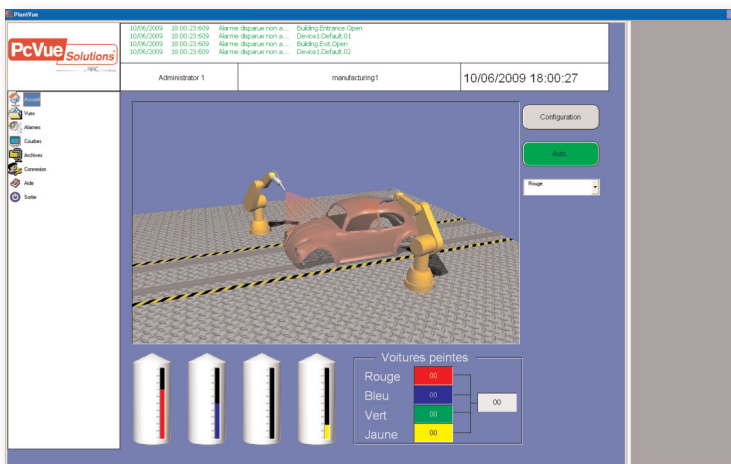 PlantVue
PcVue Solutions
10/06/2009 18:00:23:609 Alarme disparue non a... Building.Entrance.Open
10/06/2009 18:00:23:609 Alarme disparue non a... Building.Exit.Open
10/06/2009 18:00:23:609 Alarme disparue non a... Device1.Default.01
10/06/2009 18:00:23:609 Alarme disparue non a... Device1.Default.02
Administrator 1
manufacturing1
10/06/2009 18:00:27
Accueil
Vues
Alarmes
Courbes
Archives
Connexion
Aide
Sortie
Configuration
Auto
Rouge
Voitures peintes
Rouge 00
Bleu 00
00
Vert 00
Jaune 00